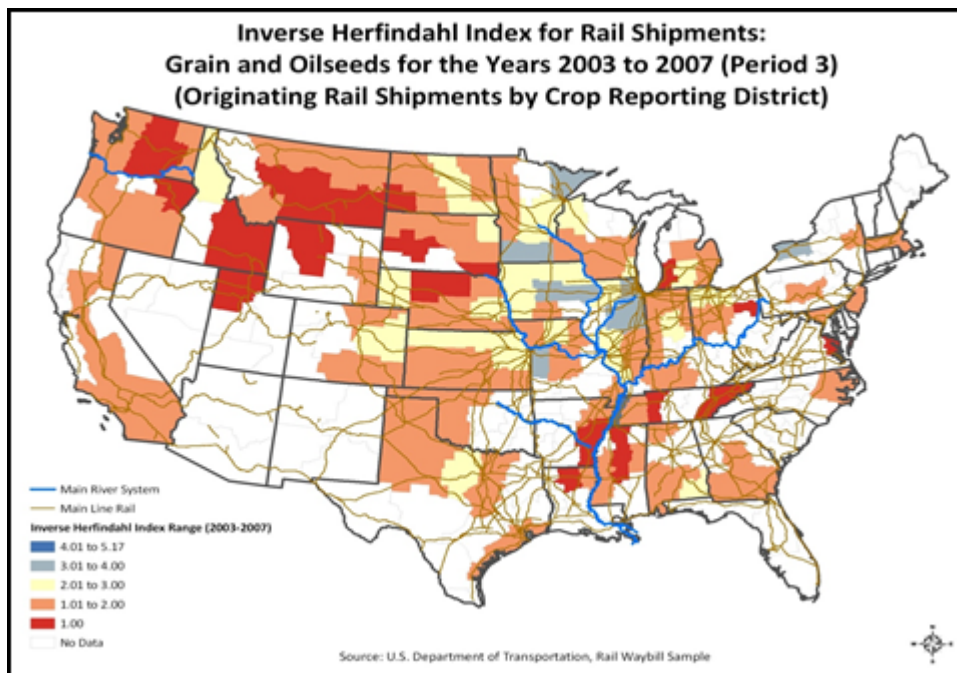 Inverse Herfindahl Index for Rail Shipments:
Grain and Oilseeds for the Years 2003 to 2007 (Period 3)
(Originating Rail Shipments by Crop Reporting District)
Main River System
Main Line Rail
Inverse Herfindahl Index Range (2003-2007)
4.01 to 5.17
3.01 to 4.00
2.01 to 3.00
1.01 to 2.00
1.00
No Data
Source: U.S. Department of Transportation, Rail Waybill Sample